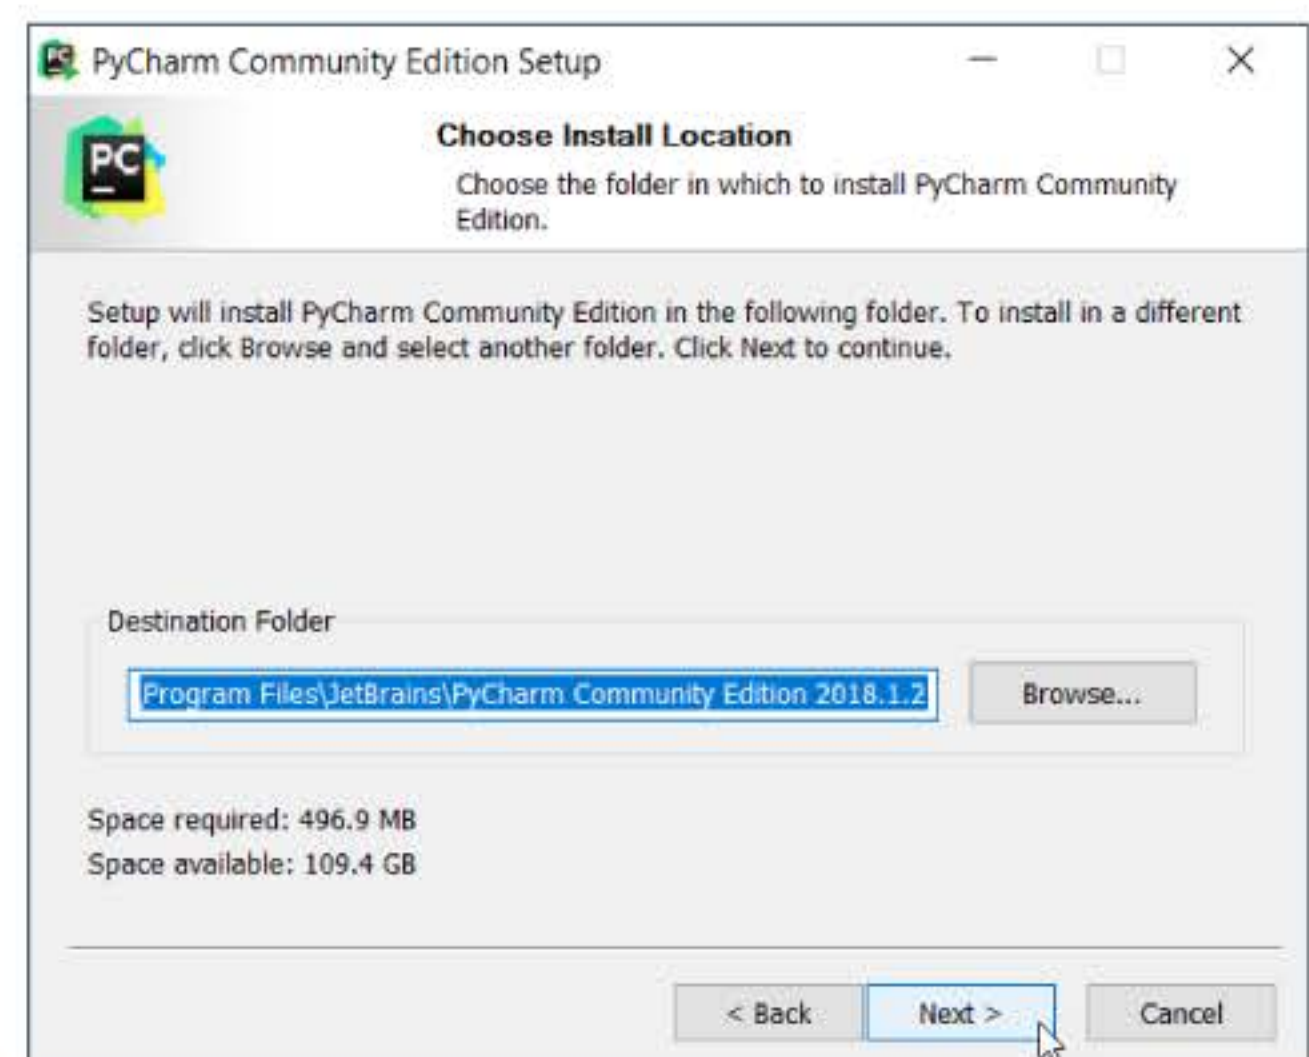 PyCharm Community Edition Setup
PC
Choose Install Location
Choose the folder in which to install PyCharm Community
Edition.
Setup will install PyCharm Community Edition in the following folder. To install in a different
folder, click Browse and select another folder. Click Next to continue.
Destination Folder
Program Files\JetBrains\PyCharm Community Edition 2018.1.2
Browse...
Space required: 496.9 MB
Space available: 109.4 GB
< Back
Next >
Cancel